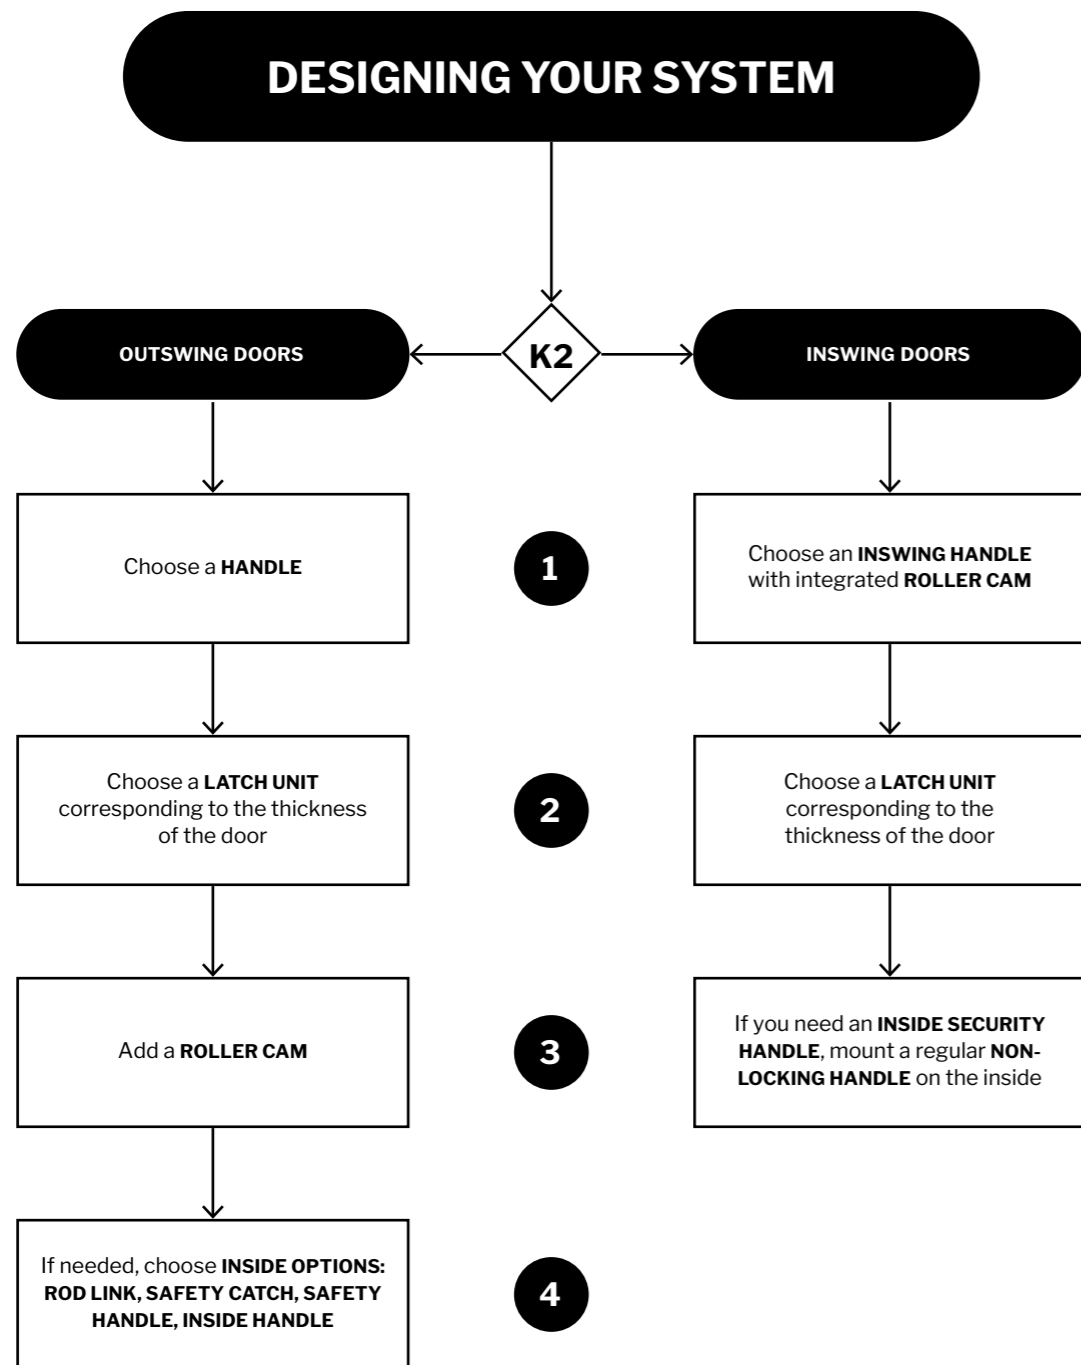 DESIGNING YOUR SYSTEM
OUTSWING DOORS
K2
INSWING DOORS
Choose a HANDLE
1
Choose an INSWING HANDLE
with integrated ROLLER CAM
Choose a LATCH UNIT
corresponding to the thickness
of the door
2
Choose a LATCH UNIT
corresponding to the
thickness of the door
Add a ROLLER CAM
3
If you need an INSIDE SECURITY
HANDLE, mount a regular NON-
LOCKING HANDLE on the inside
If needed, choose INSIDE OPTIONS:
ROD LINK, SAFETY CATCH, SAFETY
HANDLE, INSIDE HANDLE
4